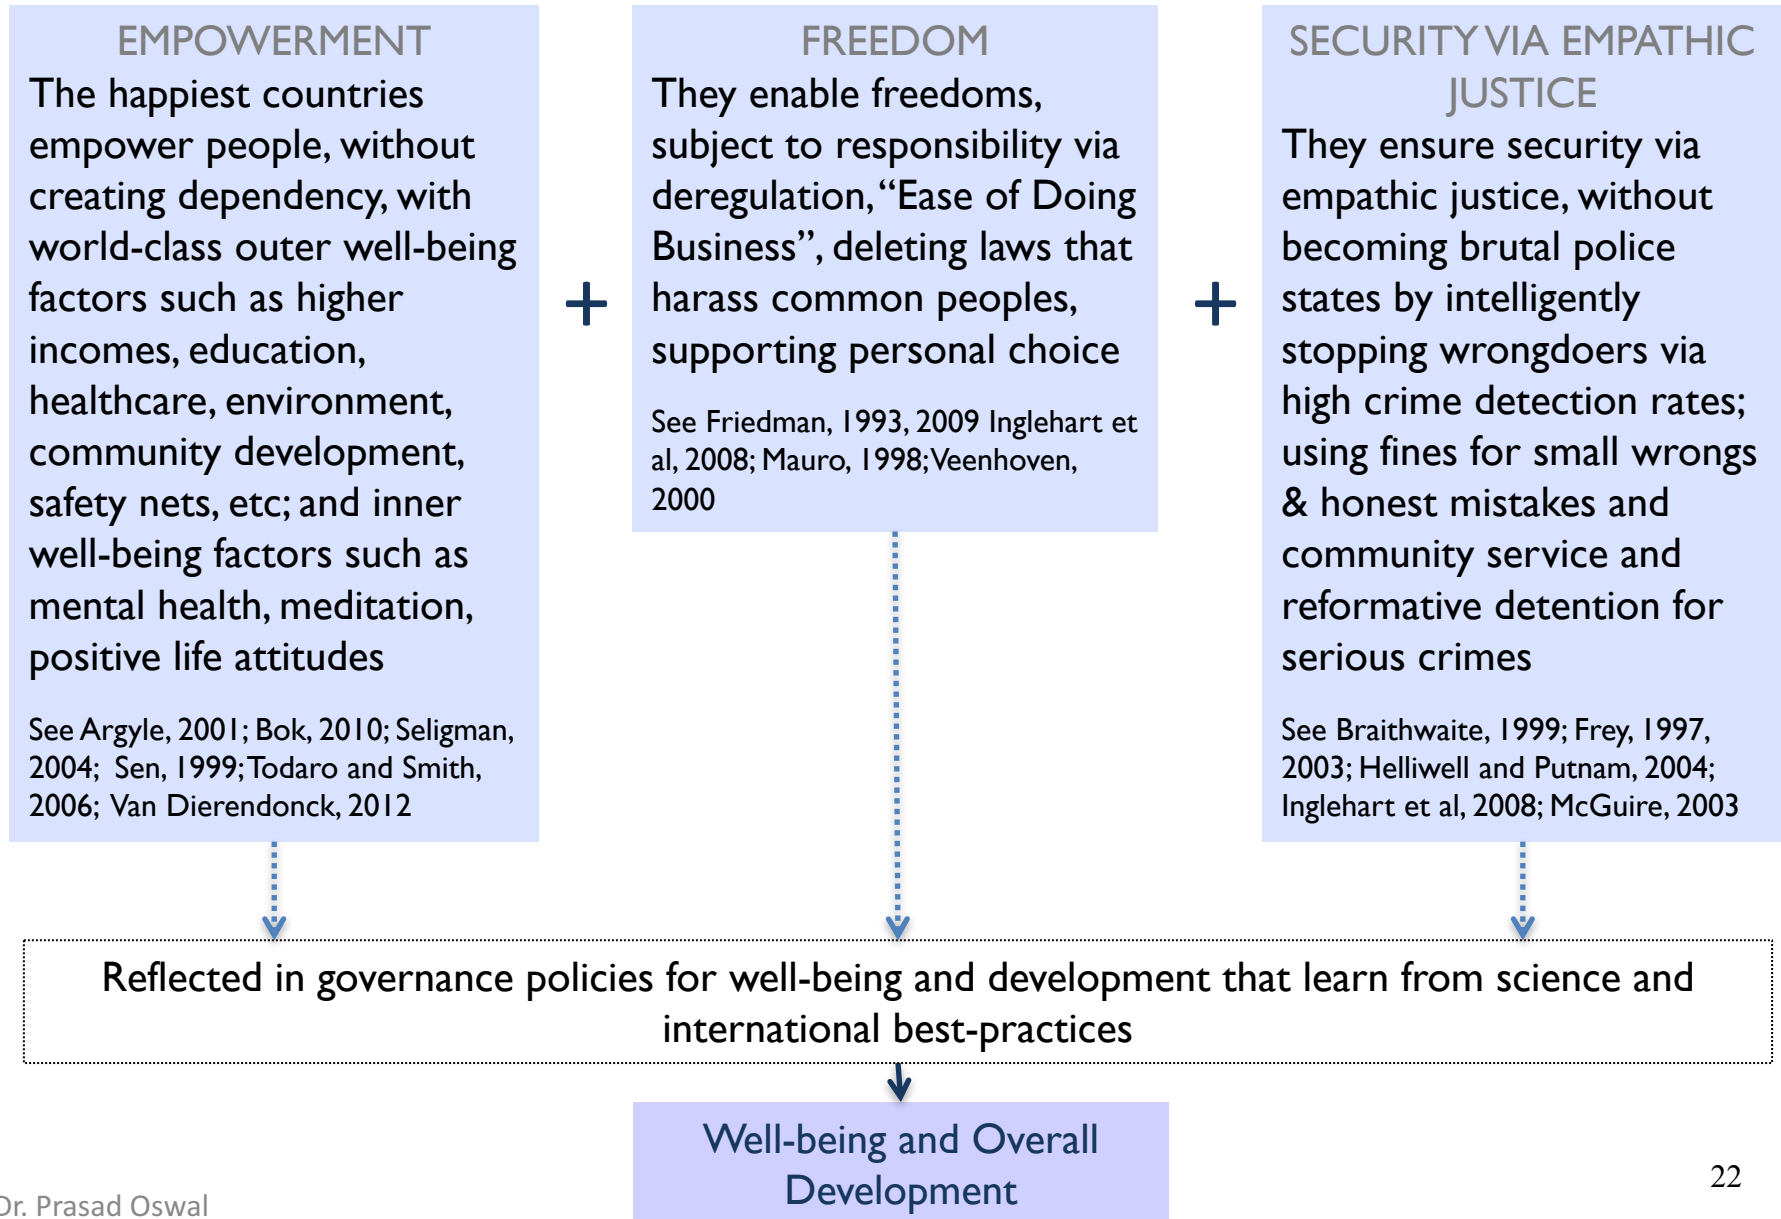 EMPOWERMENT
The happiest countries
empower people, without
creating dependency, with
world-class outer well-being
factors such as higher
incomes, education,
healthcare, environment,
community development,
safety nets, etc; and inner
well-being factors such as
mental health, meditation,
positive life attitudes
See Argyle, 2001; Bok, 2010; Seligman,
2004; Sen, 1999; Todaro and Smith,
2006; Van Dierendonck, 2012
+
FREEDOM
They enable freedoms,
subject to responsibility via
deregulation, “Ease of Doing
Business”, deleting laws that
harass common peoples,
supporting personal choice
See Friedman, 1993, 2009 Inglehart et
al, 2008; Mauro, 1998; Veenhoven,
2000
+
SECURITY VIA EMPATHIC
JUSTICE
They ensure security via
empathic justice, without
becoming brutal police
states by intelligently
stopping wrongdoers via
high crime detection rates;
using fines for small wrongs
& honest mistakes and
community service and
reformative detention for
serious crimes
See Braithwaite, 1999; Frey, 1997,
2003; Helliwell and Putnam, 2004;
Inglehart et al, 2008; McGuire, 2003
Reflected in governance policies for well-being and development that learn from science and
international best-practices
Well-being and Overall
Development
Dr. Prasad Oswal
22